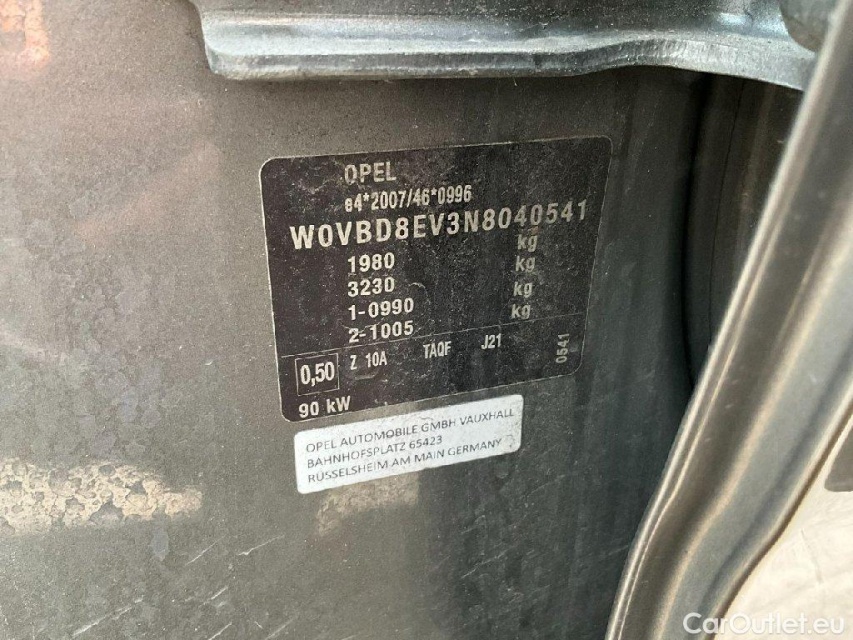 OPEL
e4*2007/46*0996
W0VBD8EV3N8040541
1980 kg
3230 kg
1-0990 kg
2-1005 kg
0,50 Z 10A TAQF J21 0541
90 kW
OPEL AUTOMOBILE GMBH VAUXHALL
BAHNHOFSPLATZ 65423
RÜSSELSHEIM AM MAIN GERMANY
CarOutlet.eu